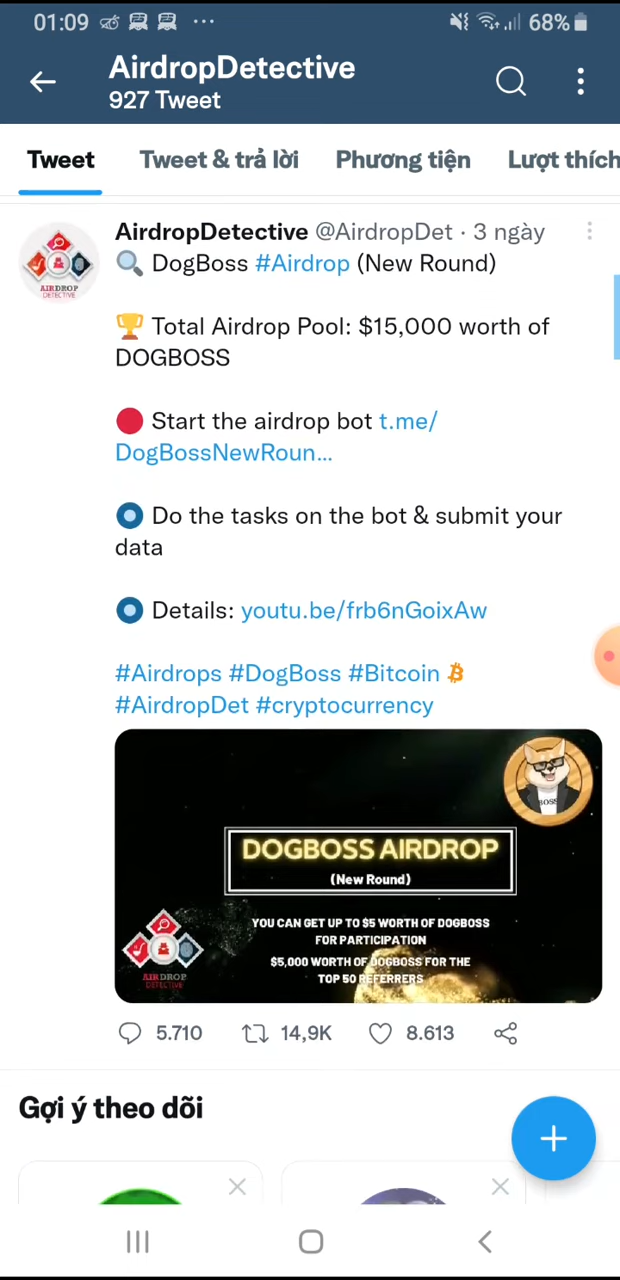 01:09 68%
AirdropDetective
927 Tweet
Tweet Tweet & trả lời Phương tiện Lượt thích
AirdropDetective @AirdropDet · 3 ngày
DogBoss #Airdrop (New Round)
Total Airdrop Pool: $15,000 worth of
DOGBOSS
Start the airdrop bot t.me/
DogBossNewRoun...
Do the tasks on the bot & submit your
data
Details: youtu.be/frb6nGoixAw
#Airdrops #DogBoss #Bitcoin
#AirdropDet #cryptocurrency
BOSS
DOGBOSS AIRDROP
(New Round)
YOU CAN GET UP TO $5 WORTH OF DOGBOSS
FOR PARTICIPATION
$5,000 WORTH OF DOGBOSS FOR THE
TOP 50 REFERRERS
AIRDROP
DETECTIVE
5.710 14,9K 8.613
Gợi ý theo dõi